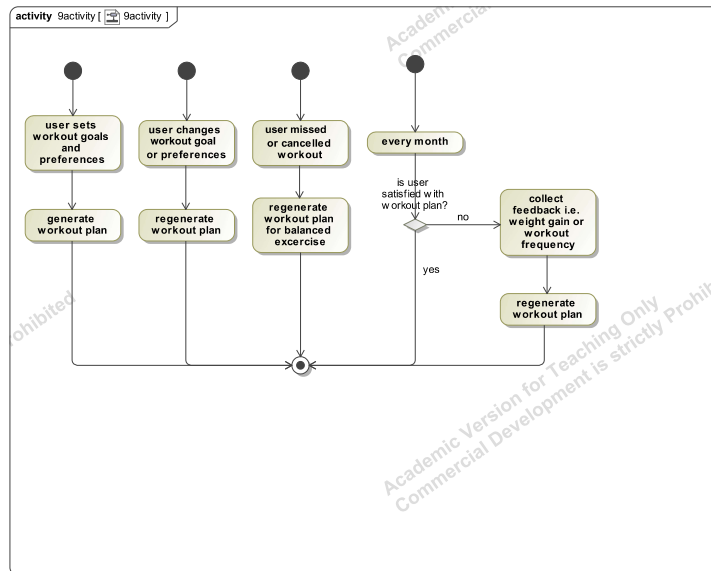 activity 9activity [ 9activity ]
user sets
workout goals
and
preferences
generate
workout plan
user changes
workout goal
or preferences
regenerate
workout plan
user missed
or cancelled
workout
regenerate
workout plan
for balanced
excercise
every month
is user
satisfied with
workout plan?
no
yes
collect
feedback i.e.
weight gain or
workout
frequency
regenerate
workout plan
Academic Version for Teaching Only
Commercial Development is strictly Prohib